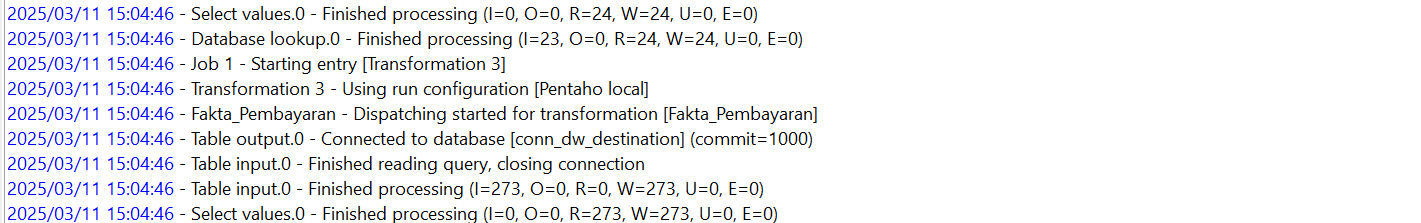 2025/03/11 15:04:46 - Select values.0 - Finished processing (I=0, O=0, R=24, W=24, U=0, E=0)
2025/03/11 15:04:46 - Database lookup.0 - Finished processing (I=23, O=0, R=24, W=24, U=0, E=0)
2025/03/11 15:04:46 - Job 1 - Starting entry [Transformation 3]
2025/03/11 15:04:46 - Transformation 3 - Using run configuration [Pentaho local]
2025/03/11 15:04:46 - Fakta_Pembayaran - Dispatching started for transformation [Fakta_Pembayaran]
2025/03/11 15:04:46 - Table output.0 - Connected to database [conn_dw_destination] (commit=1000)
2025/03/11 15:04:46 - Table input.0 - Finished reading query, closing connection
2025/03/11 15:04:46 - Table input.0 - Finished processing (I=273, O=0, R=0, W=273, U=0, E=0)
2025/03/11 15:04:46 - Select values.0 - Finished processing (I=0, O=0, R=273, W=273, U=0, E=0)